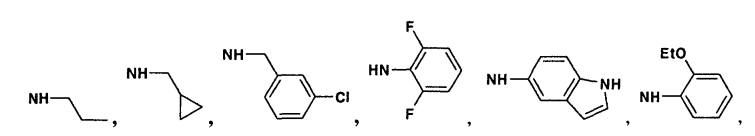 NH ,
NH ,
NH Cl ,
F HN F ,
NH NH ,
EtO NH ,